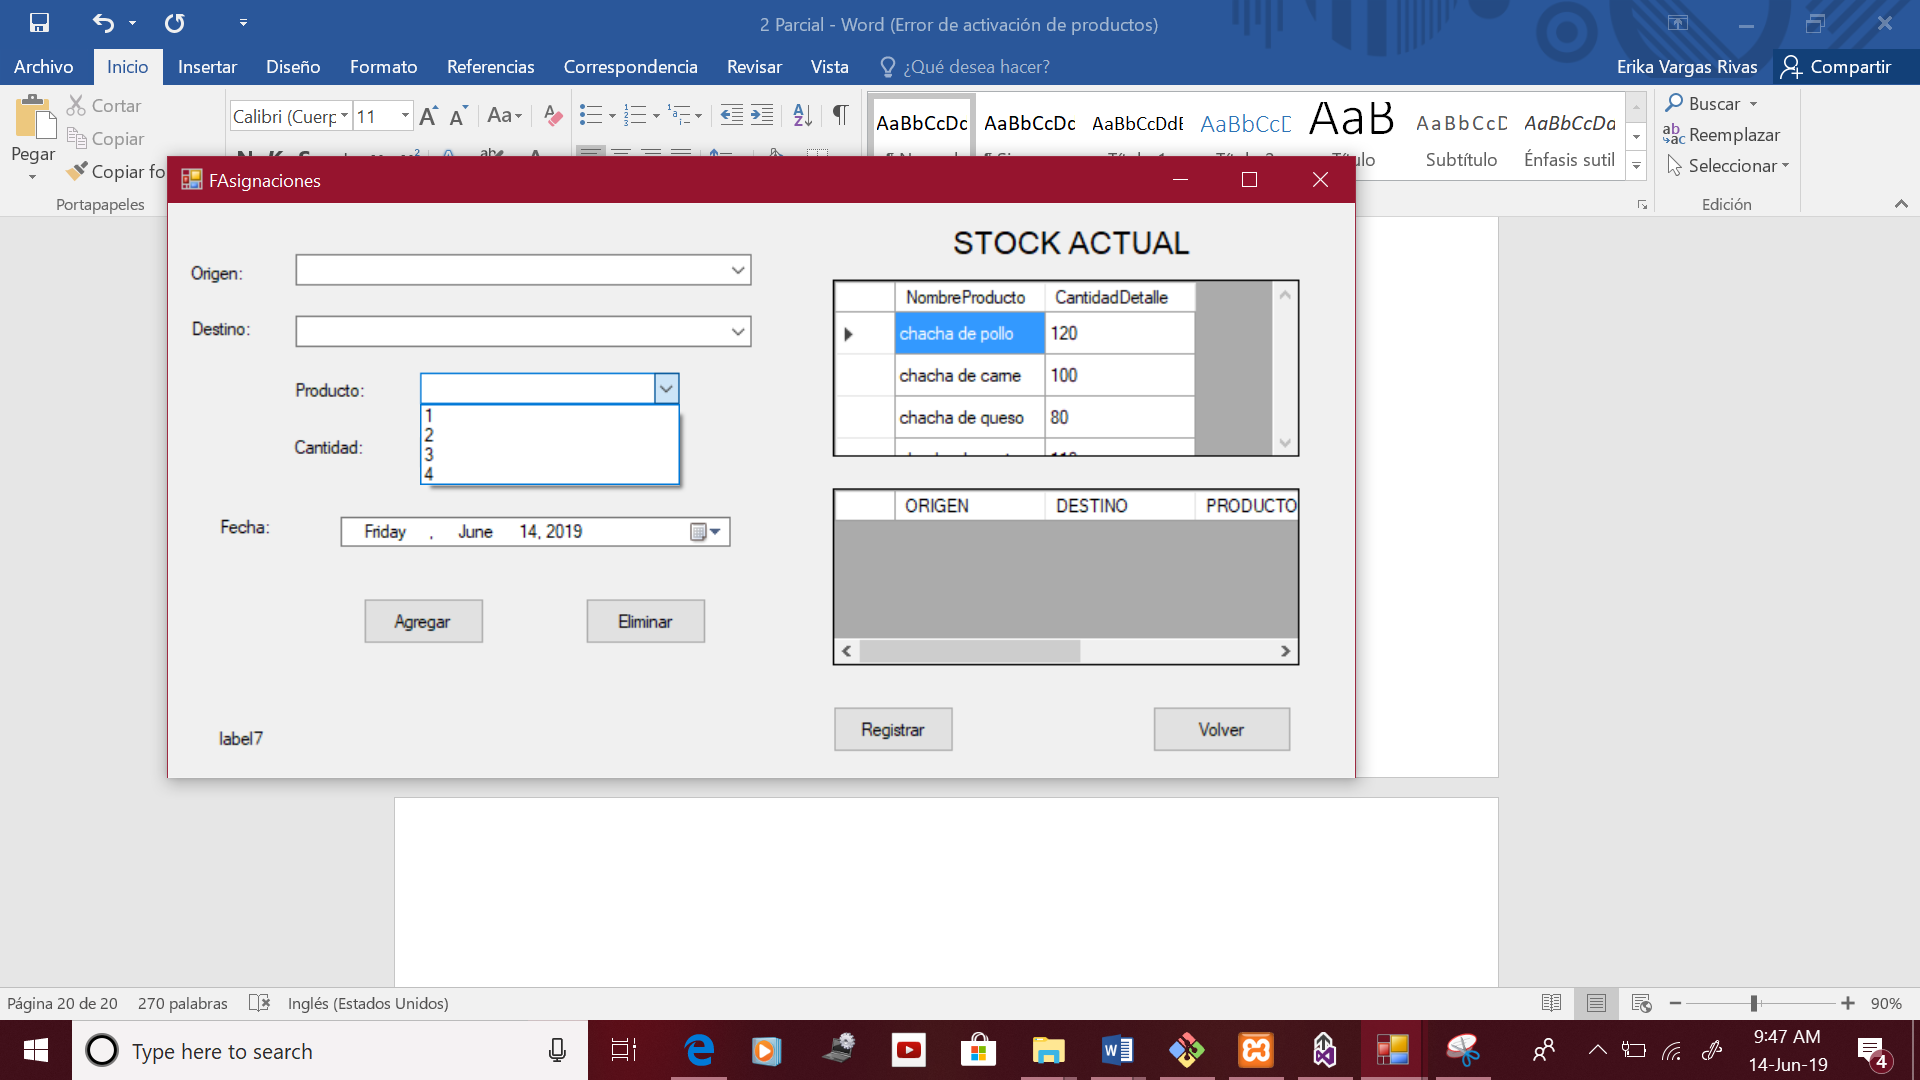 2 Parcial - Word (Error de activación de productos)
Archivo Inicio Insertar Diseño Formato Referencias Correspondencia Revisar Vista ¿Qué desea hacer? Erika Vargas Rivas Compartir
Pegar
Cortar
Copiar
Copiar fo
Portapapeles
Calibri (Cuerp 11
AaBbCcDc AaBbCcDc AaBbCcDdE AaBbCcD AaB AaBbCcD AaBbCcDa
Subtítulo Énfasis sutil
Buscar
Reemplazar
Seleccionar
Edición
FAsignaciones
Origen:
Destino:
Producto:
1
2
3
4
Cantidad:
Fecha: Friday , June 14, 2019
Agregar Eliminar
label7
STOCK ACTUAL
NombreProducto CantidadDetalle
chacha de pollo 120
chacha de carne 100
chacha de queso 80
ORIGEN DESTINO PRODUCTO
Registrar Volver
Página 20 de 20 270 palabras Inglés (Estados Unidos) 90%
Type here to search
9:47 AM
14-Jun-19
4